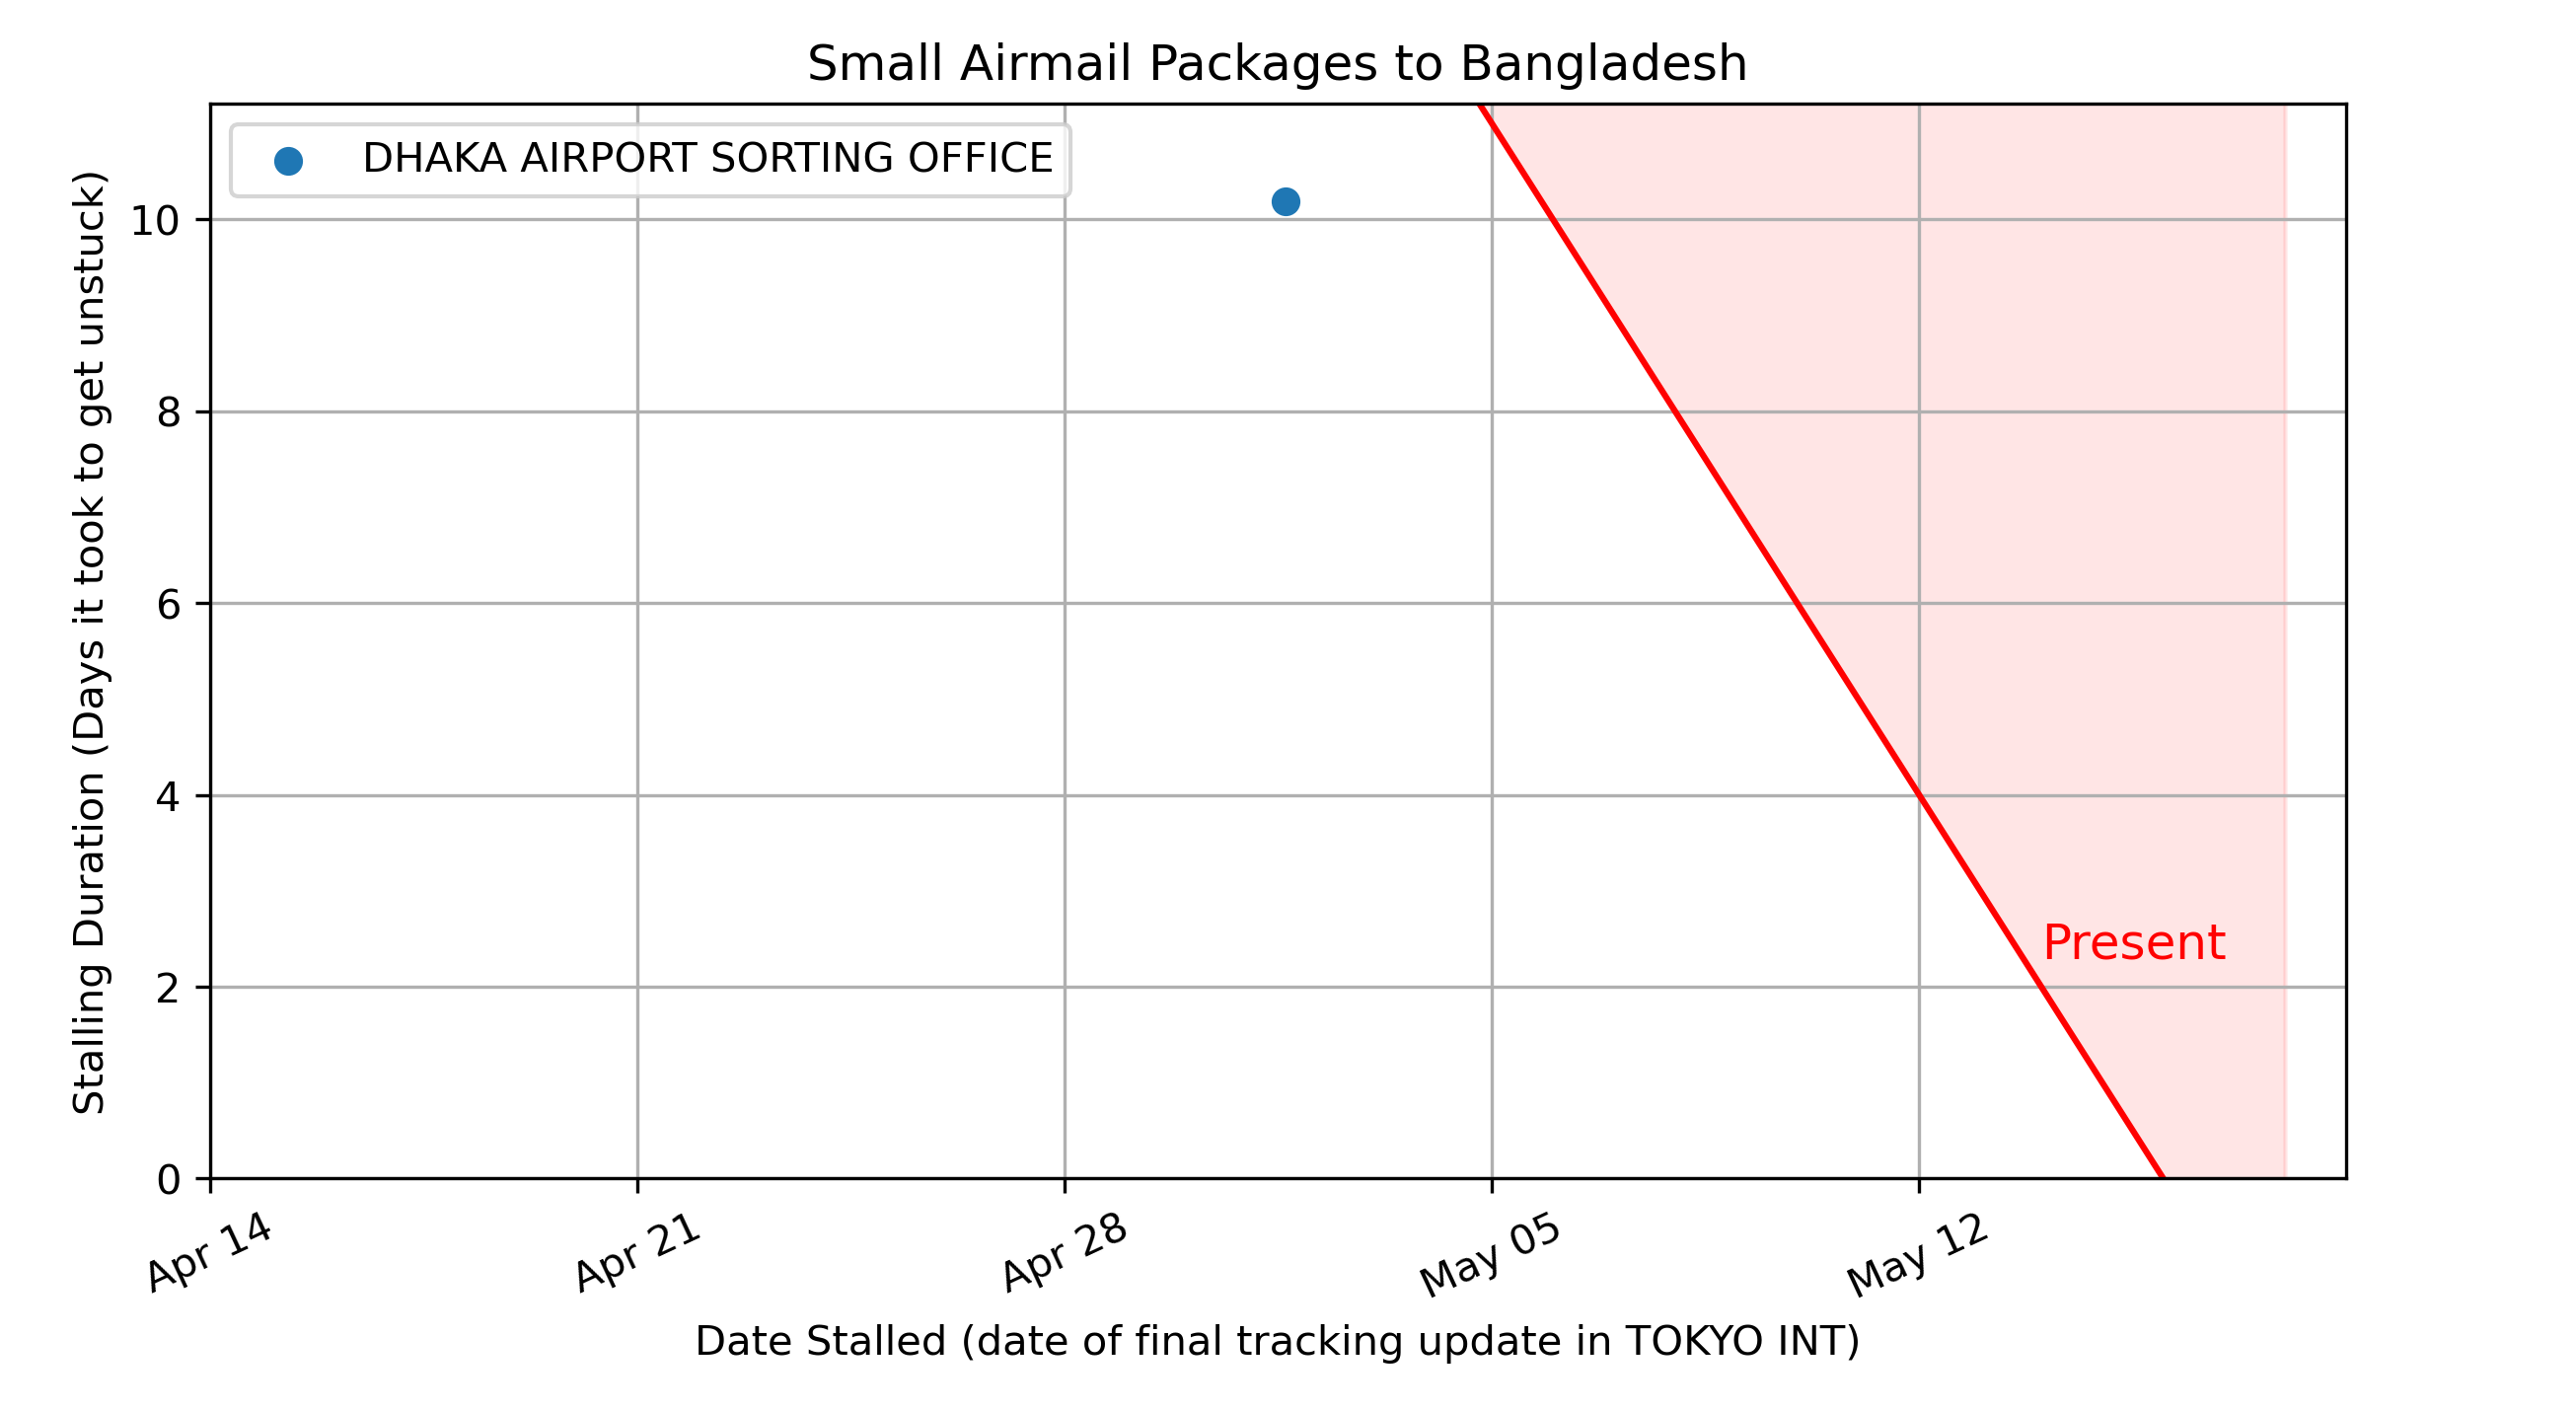 Small Airmail Packages to Bangladesh
DHAKA AIRPORT SORTING OFFICE
Stalling Duration (Days it took to get unstuck)
10
8
6
4
2
0
Present
Apr 14
Apr 21
Apr 28
May 05
May 12
Date Stalled (date of final tracking update in TOKYO INT)